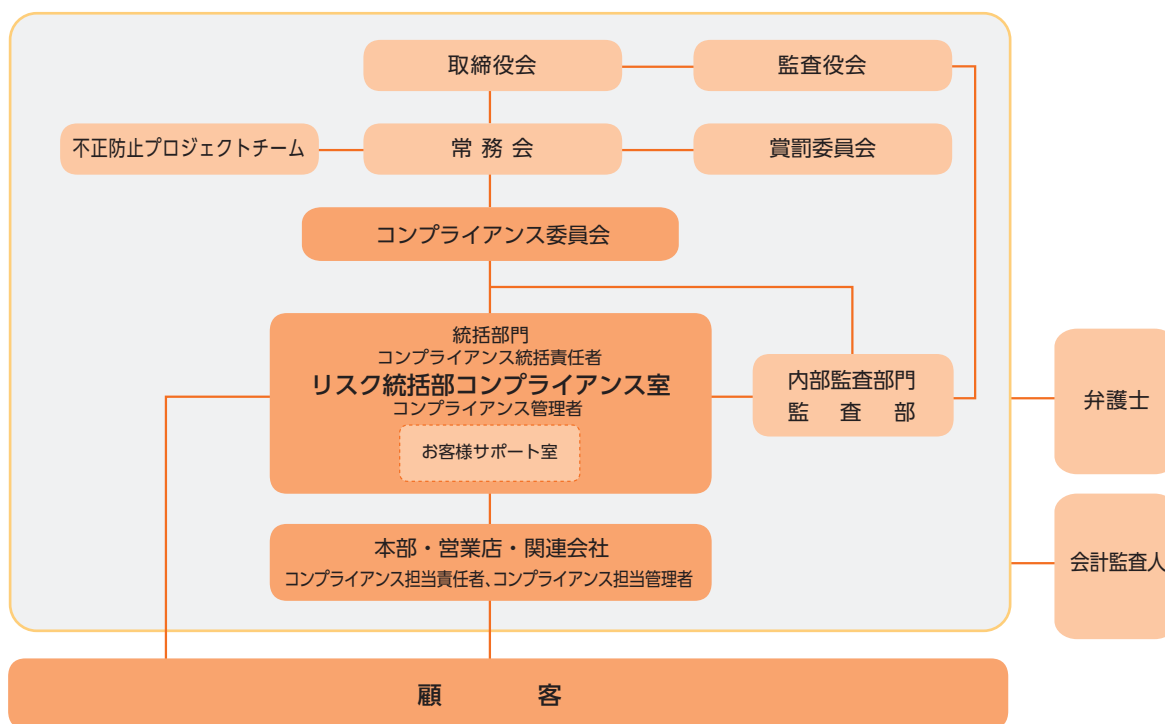 取締役会
監査役会
不正防止プロジェクトチーム
常 務 会
賞罰委員会
コンプライアンス委員会
統括部門
コンプライアンス統括責任者
リスク統括部コンプライアンス室
コンプライアンス管理者
お客様サポート室
内部監査部門
監 査 部
弁護士
本部・営業店・関連会社
コンプライアンス担当責任者、コンプライアンス担当管理者
会計監査人
顧 客